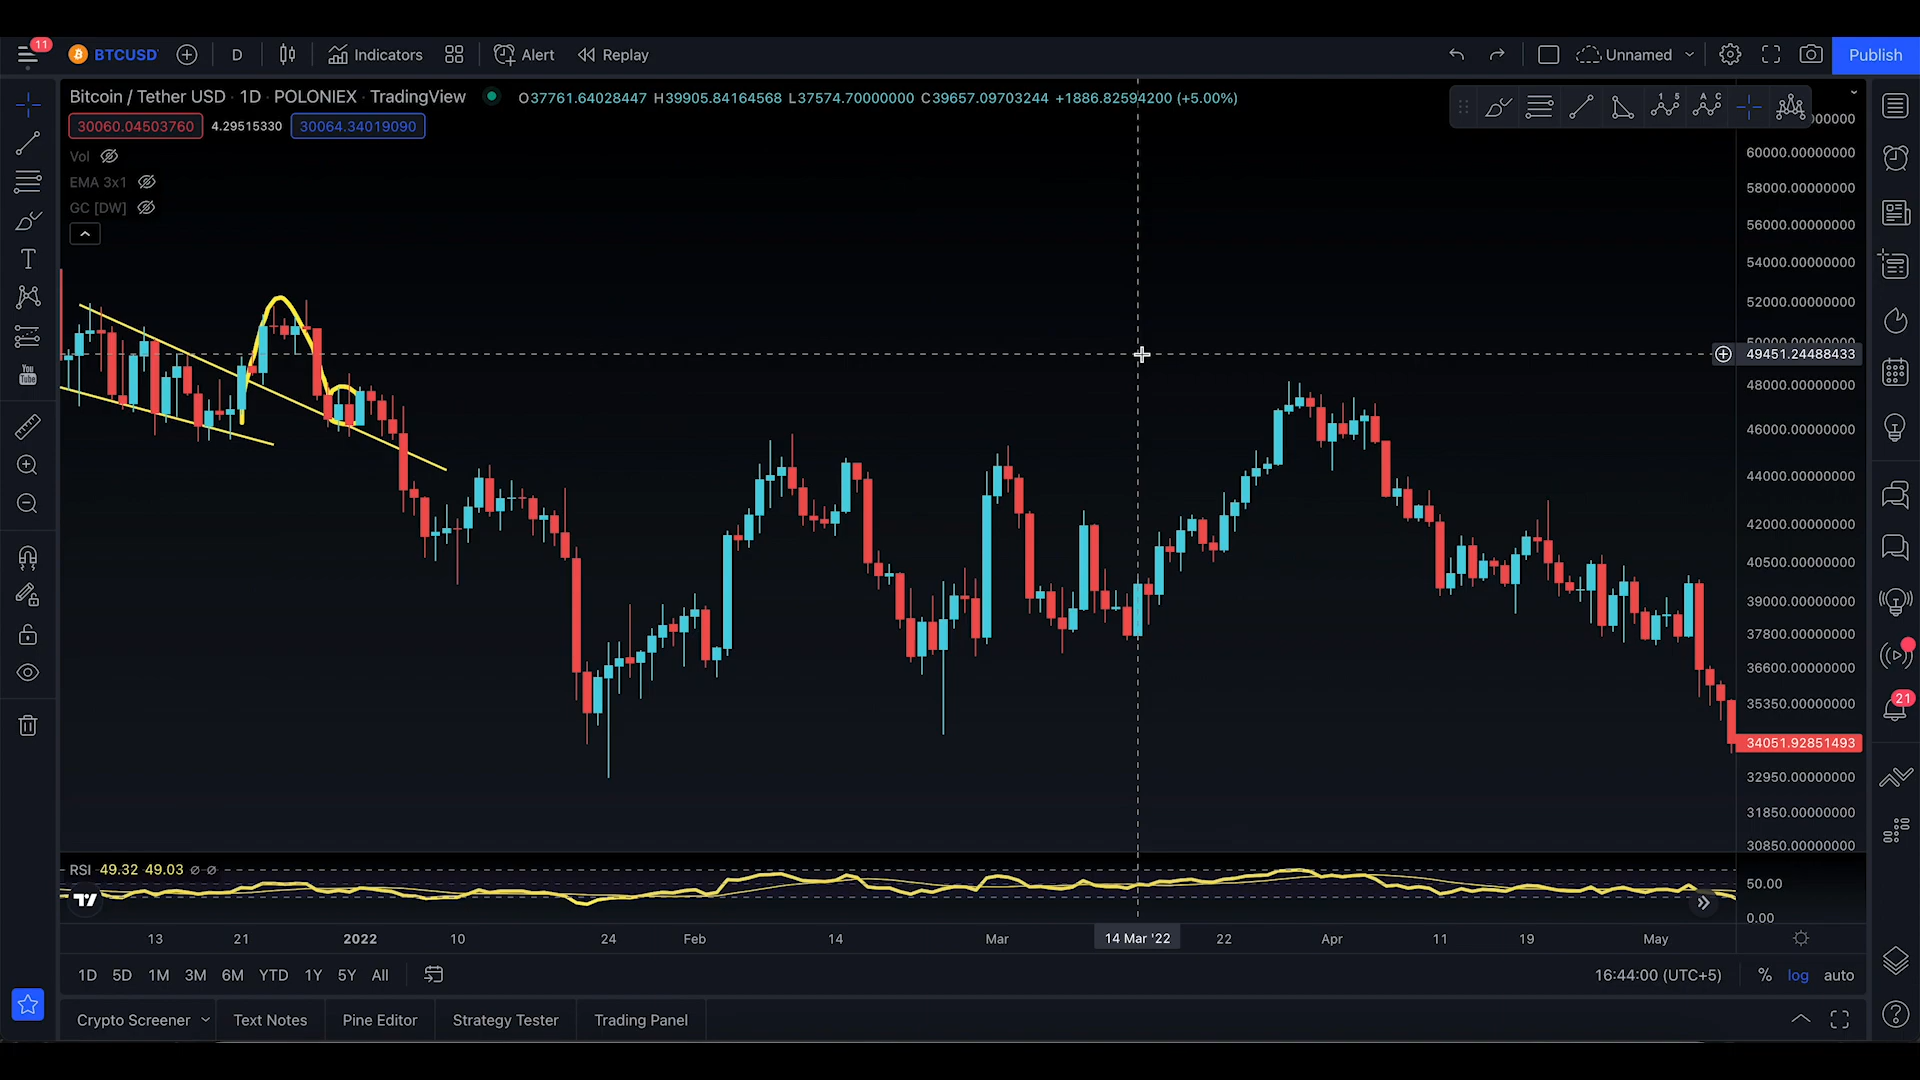 11
BTCUSD
D
Indicators
Alert
Replay
Unnamed
Publish
Bitcoin / Tether USD · 1D · POLONIEX · TradingView
O37761.64028447 H39905.84164568 L37574.70000000 C39657.09703244 +1886.82594200 (+5.00%)
30060.04503760
4.29515330
30064.34019090
Vol
EMA 3x1
GC [DW]
60000.00000000
58000.00000000
56000.00000000
54000.00000000
52000.00000000
49451.24488433
48000.00000000
46000.00000000
44000.00000000
42000.00000000
40500.00000000
39000.00000000
37800.00000000
36600.00000000
35350.00000000
34051.92851493
32950.00000000
31850.00000000
30850.00000000
You
Tube
21
RSI 49.32 49.03 ∅ ∅
50.00
0.00
13 21 2022 10 24 Feb 14 Mar 14 Mar '22 22 Apr 11 19 May
1D 5D 1M 3M 6M YTD 1Y 5Y All
16:44:00 (UTC+5) % log auto
Crypto Screener
Text Notes
Pine Editor
Strategy Tester
Trading Panel